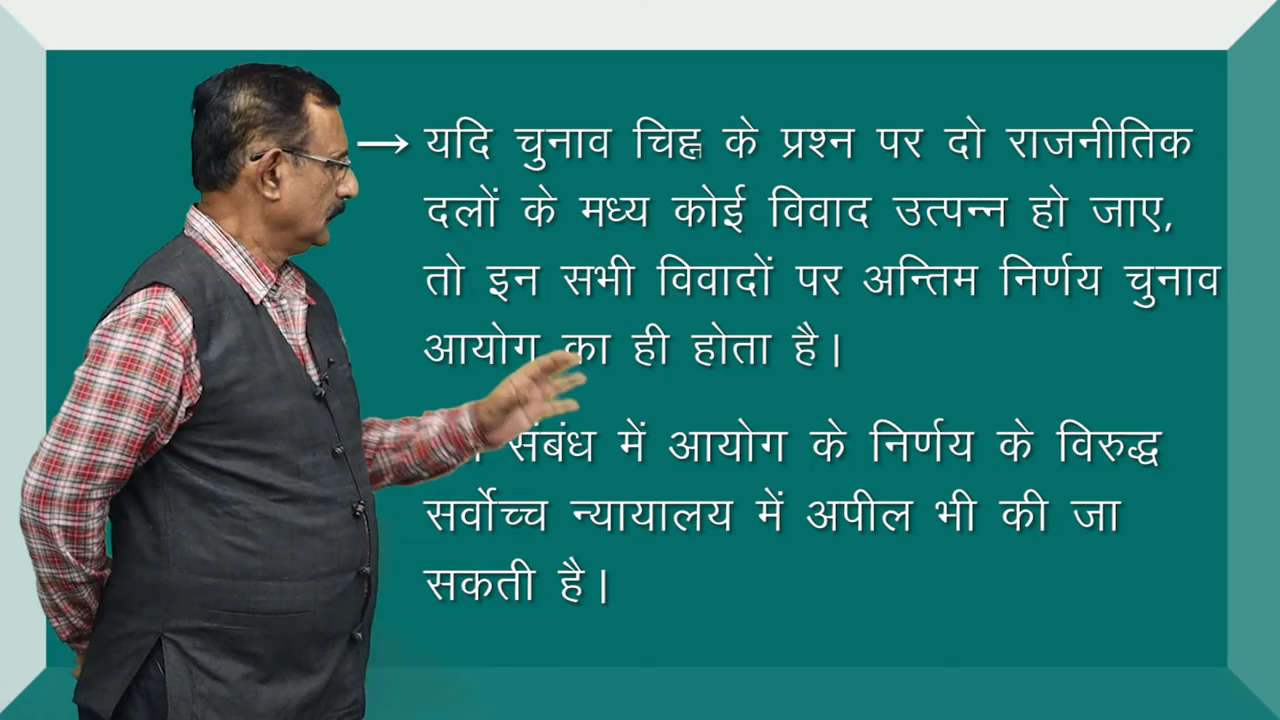 → यदि चुनाव चिह्न के प्रश्न पर दो राजनीतिक
दलों के मध्य कोई विवाद उत्पन्न हो जाए,
तो इन सभी विवादों पर अन्तिम निर्णय चुनाव
आयोग का ही होता है।
संबंध में आयोग के निर्णय के विरुद्ध
सर्वोच्च न्यायालय में अपील भी की जा
सकती है।